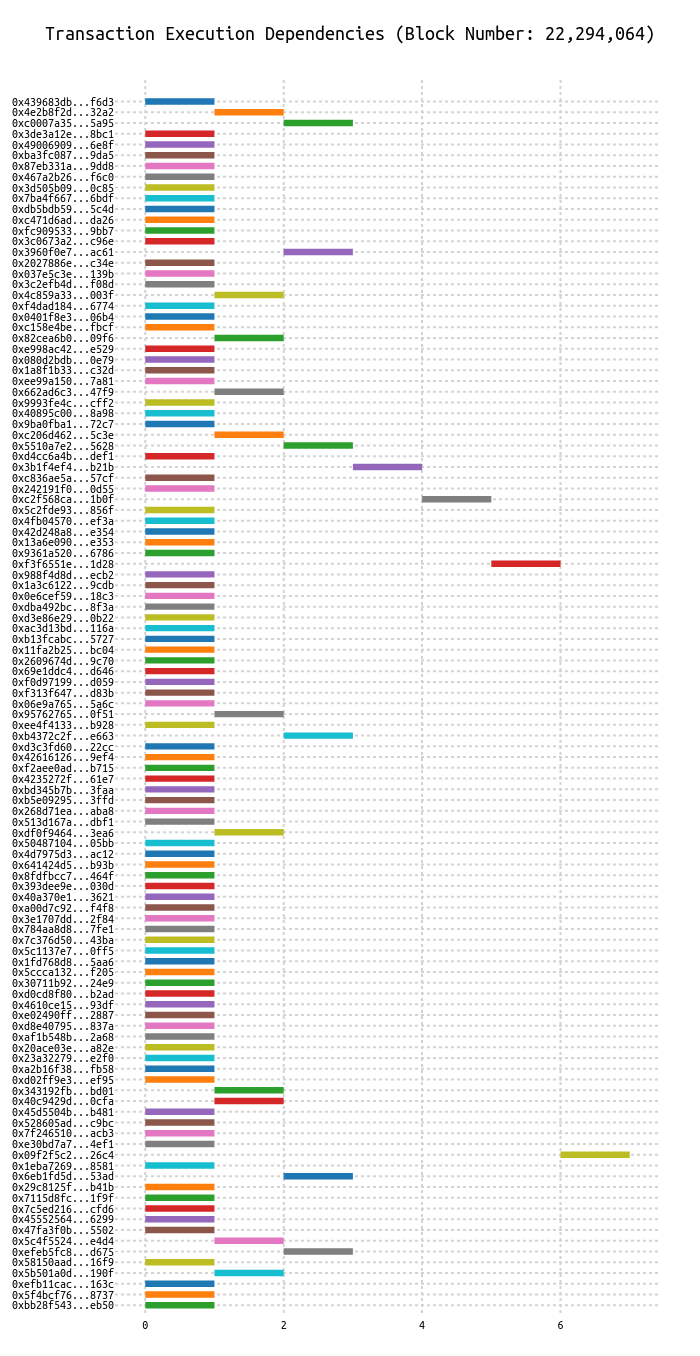 Transaction Execution Dependencies (Block Number: 22,294,064)
0x439683db...f6d3
0x4e2b8f2d...32a2
0xc0007a35...5a95
0x3de3a12e...8bc1
0x49006909...6e8f
0xba3fc087...9da5
0x87eb331a...9dd8
0x467a2b26...f6c0
0x3d505b09...0c85
0x7ba4f667...6bdf
0xdb5bdb59...5c4d
0xc471d6ad...da26
0xfc909533...9bb7
0x3c0673a2...c96e
0x3960f0e7...ac61
0x2027886e...c34e
0x037e5c3e...139b
0x3c2efb4d...f08d
0x4c859a33...003f
0xf4dad184...6774
0x0401f8e3...06b4
0xc158e4be...fbcf
0x82cea6b0...09f6
0xe998ac42...e529
0x080d2bdb...0e79
0x1a8f1b33...c32d
0xee99a150...7a81
0x662ad6c3...47f9
0x9993fe4c...cff2
0x40895c00...8a98
0x9ba0fba1...72c7
0xc206d462...5c3e
0x5510a7e2...5628
0xd4cc6a4b...def1
0x3b1f4ef4...b21b
0xc836ae5a...57cf
0x242191f0...0d55
0xc2f568ca...1b0f
0x5c2fde93...856f
0x4fb04570...ef3a
0x42d248a8...e354
0x13a6e090...e353
0x9361a520...6786
0xf3f6551e...1d28
0x988f4d8d...ecb2
0x1a3c6122...9cdb
0x0e6cef59...18c3
0xdba492bc...8f3a
0xd3e86e29...0b22
0xac3d13bd...116a
0xb13fcabc...5727
0x11fa2b25...bc04
0x2609674d...9c70
0x69e1ddc4...d646
0xf0d97199...d059
0xf313f647...d83b
0x06e9a765...5a6c
0x95762765...0f51
0xee4f4133...b928
0xb4372c2f...e663
0xd3c3fd60...22cc
0x42616126...9ef4
0xf2aee0ad...b715
0x4235272f...61e7
0xbd345b7b...3faa
0xb5e09295...3ffd
0x268d71ea...aba8
0x513d167a...dbf1
0xdf0f9464...3ea6
0x50487104...05bb
0x4d7975d3...ac12
0x641424d5...b93b
0x8fdfbcc7...464f
0x393dee9e...030d
0x40a370e1...3621
0xa00d7c92...f4f8
0x3e1707dd...2f84
0x784aa8d8...7fe1
0x7c376d50...43ba
0x5c1137e7...0ff5
0x1fd768d8...5aa6
0x5ccca132...f205
0x30711b92...24e9
0xd0cd8f80...b2ad
0x4610ce15...93df
0xe02490ff...2887
0xd8e40795...837a
0xaf1b548b...2a68
0x20ace03e...a82e
0x23a32279...e2f0
0xa2b16f38...fb58
0xd02ff9e3...ef95
0x343192fb...bd01
0x40c9429d...0cfa
0x45d5504b...b481
0x528605ad...c9bc
0x7f246510...acb3
0xe30bd7a7...4ef1
0x09f2f5c2...26c4
0x1eba7269...8581
0x6eb1fd5d...53ad
0x29c8125f...b41b
0x7115d8fc...1f9f
0x7c5ed216...cfd6
0x45552564...6299
0x47fa3f0b...5502
0x5c4f5524...e4d4
0xefeb5fc8...d675
0x58150aad...16f9
0x5b501a0d...190f
0xefb11cac...163c
0x5f4bcf76...8737
0xbb28f543...eb50
0 2 4 6